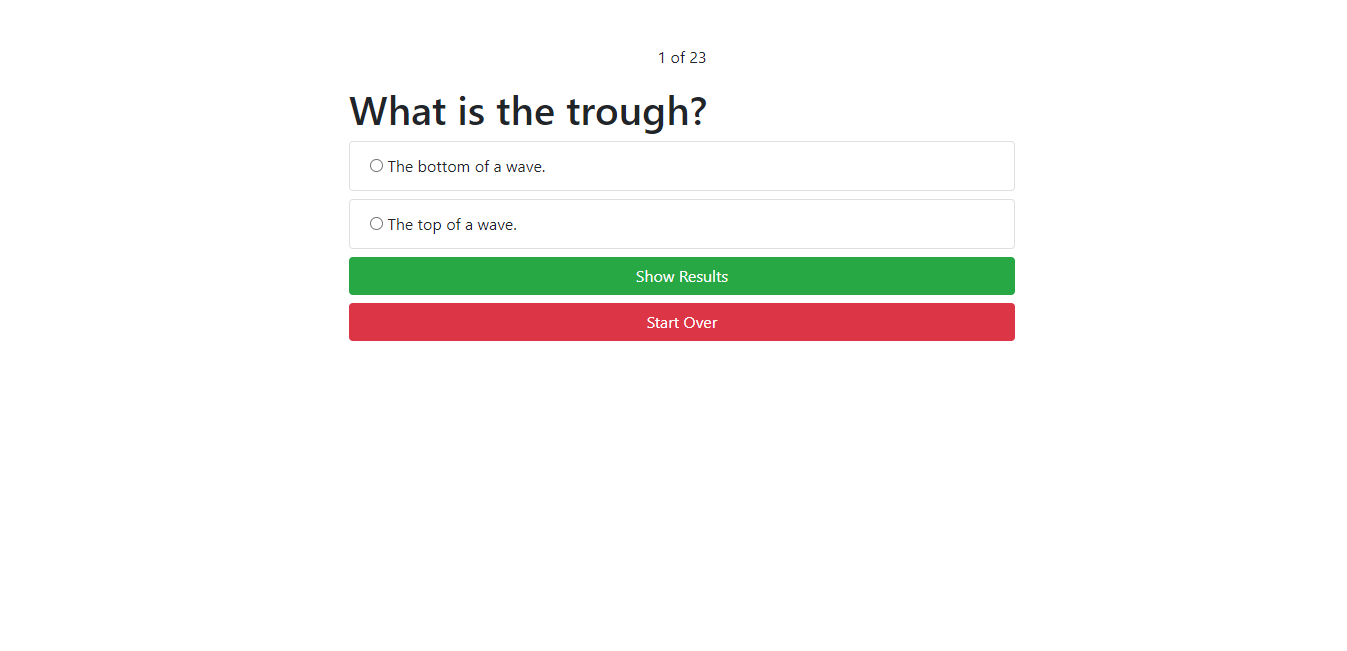 1 of 23
What is the trough?
The bottom of a wave.
The top of a wave.
Show Results
Start Over